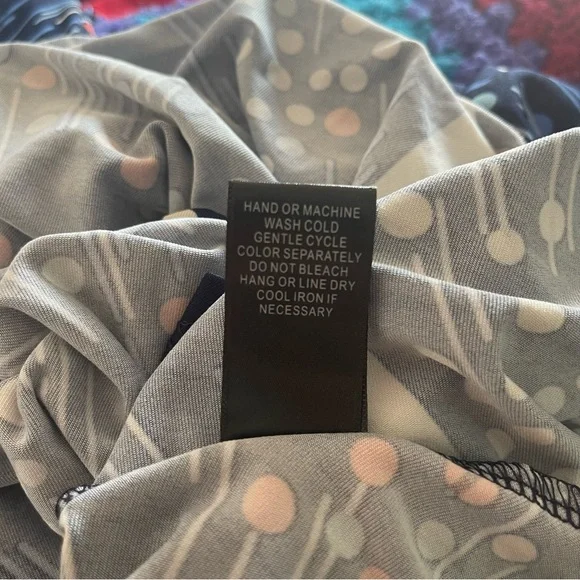 HAND OR MACHINE
WASH COLD
GENTLE CYCLE
COLOR SEPARATELY
DO NOT BLEACH
HANG OR LINE DRY
COOL IRON IF
NECESSARY